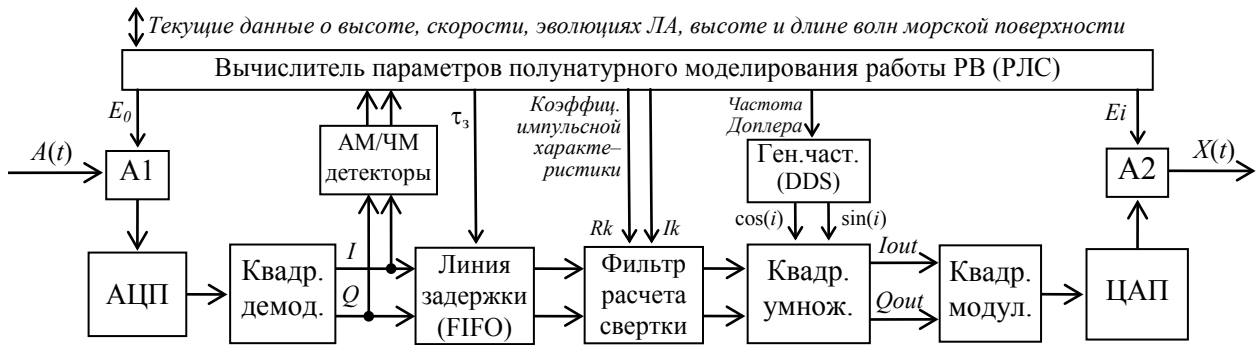 Текущие данные о высоте, скорости, эволюциях ЛА, высоте и длине волн морской поверхности
Вычислитель параметров полунатурного моделирования работы РВ (РЛС)
E0
τз
Коэффиц.
импульсной
характе–
ристики
Частота
Доплера
Ei
A(t)
А1
АМ/ЧМ
детекторы
Ген.част.
(DDS)
А2
X(t)
Rk
Ik
cos(i)
sin(i)
АЦП
Квадр.
демод.
I
Q
Линия
задержки
(FIFO)
Фильтр
расчета
свертки
Квадр.
умнож.
Iout
Qout
Квадр.
модул.
ЦАП